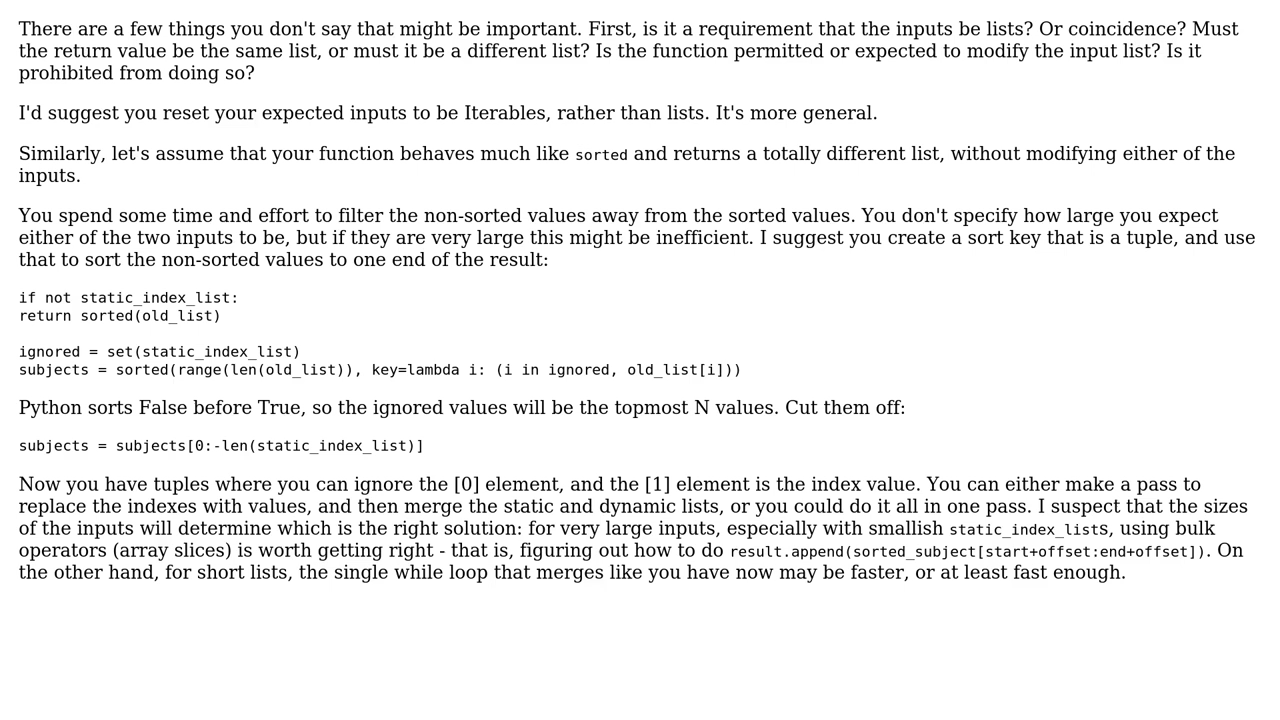 There are a few things you don't say that might be important. First, is it a requirement that the inputs be lists? Or coincidence? Must
the return value be the same list, or must it be a different list? Is the function permitted or expected to modify the input list? Is it
prohibited from doing so?
I'd suggest you reset your expected inputs to be Iterables, rather than lists. It's more general.
Similarly, let's assume that your function behaves much like sorted and returns a totally different list, without modifying either of the
inputs.
You spend some time and effort to filter the non-sorted values away from the sorted values. You don't specify how large you expect
either of the two inputs to be, but if they are very large this might be inefficient. I suggest you create a sort key that is a tuple, and use
that to sort the non-sorted values to one end of the result:
if not static_index_list:
return sorted(old_list)
ignored = set(static_index_list)
subjects = sorted(range(len(old_list)), key=lambda i: (i in ignored, old_list[i]))
Python sorts False before True, so the ignored values will be the topmost N values. Cut them off:
subjects = subjects[0:-len(static_index_list)]
Now you have tuples where you can ignore the [0] element, and the [1] element is the index value. You can either make a pass to
replace the indexes with values, and then merge the static and dynamic lists, or you could do it all in one pass. I suspect that the sizes
of the inputs will determine which is the right solution: for very large inputs, especially with smallish static_index_lists, using bulk
operators (array slices) is worth getting right - that is, figuring out how to do result.append(sorted_subject[start+offset:end+offset]). On
the other hand, for short lists, the single while loop that merges like you have now may be faster, or at least fast enough.